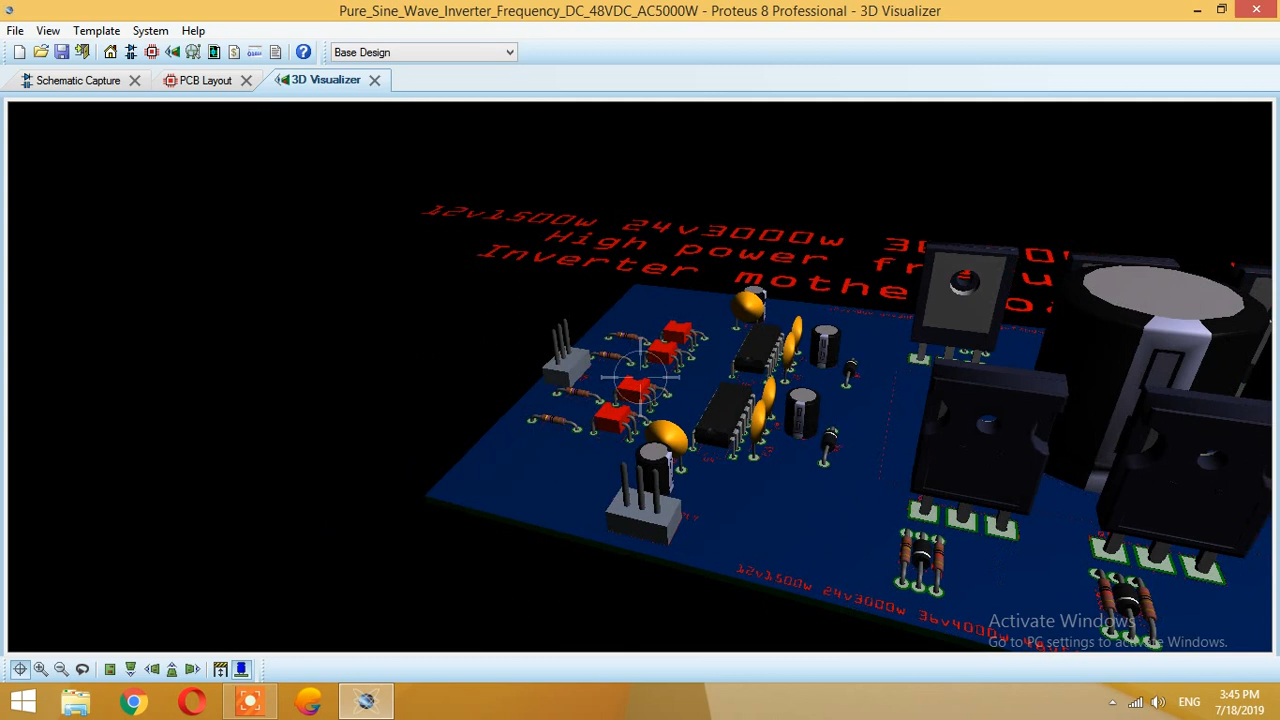 Pure_Sine_Wave_Inverter_Frequency_DC_48VDC_AC5000W - Proteus 8 Professional - 3D Visualizer
File View Template System Help
Base Design
Schematic Capture PCB Layout 3D Visualizer
12v1500w 24v3000w
High power
Inverter
12v1500w 24v3000w 36v4000w
Activate Windows
Go to PC settings to activate Windows.
ENG
3:45 PM
7/18/2019